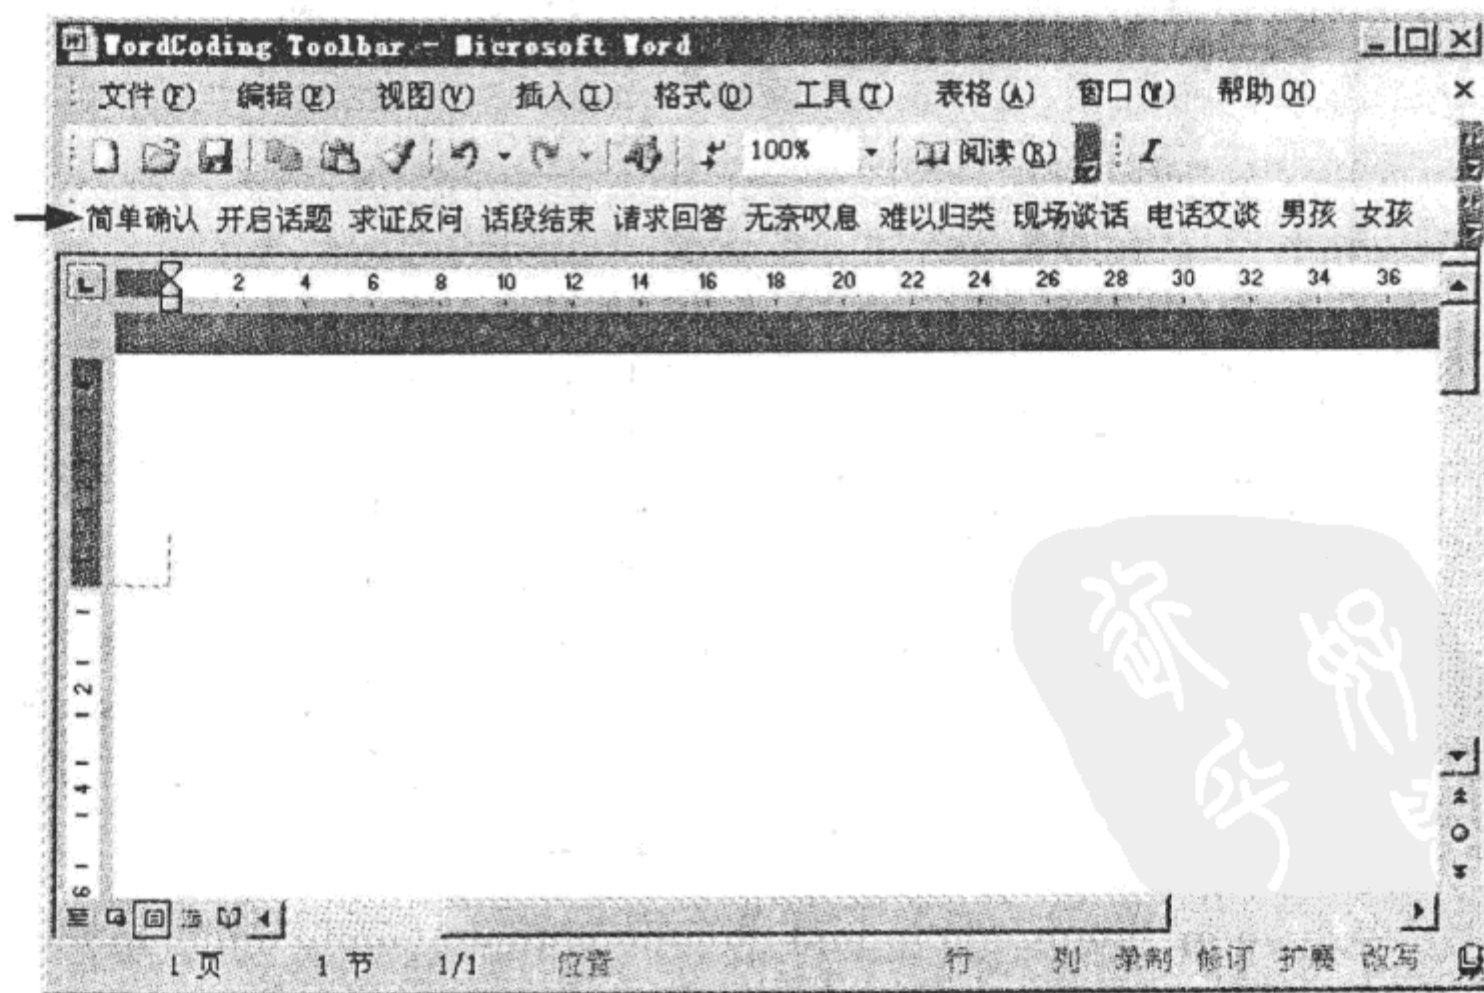 WordCoding Toolbar - Microsoft Word
文件(F) 编辑(E) 视图(V) 插入(I) 格式(O) 工具(T) 表格(A) 窗口(W) 帮助(H)
100% 阅读(R) I
简单确认 开启话题 求证反问 话段结束 请求回答 无奈叹息 难以归类 现场谈话 电话交谈 男孩 女孩
L 2 4 6 8 10 12 14 16 18 20 22 24 26 28 30 32 34 36
2
4
6
1 页 1 节 1/1 位置 行 列 录制 修订 扩展 改写